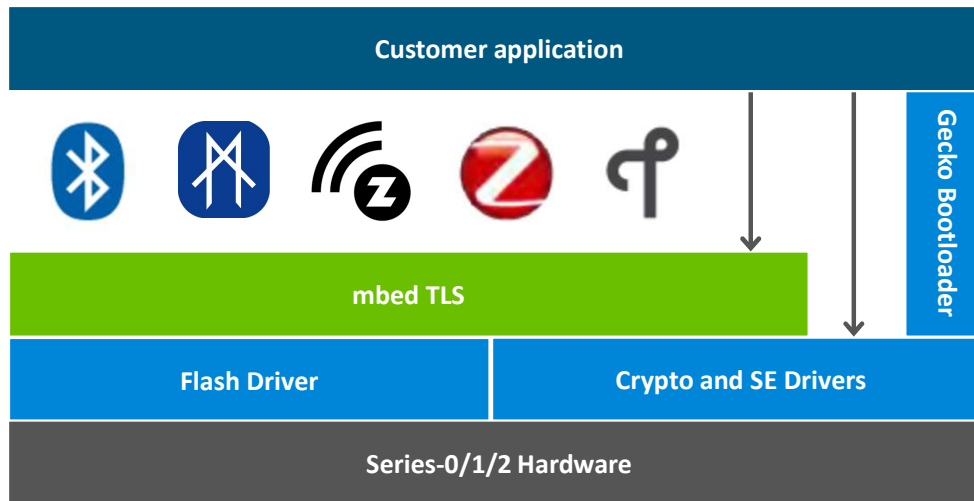 Customer application
Gecko Bootloader
mbed TLS
Flash Driver
Crypto and SE Drivers
Series-0/1/2 Hardware